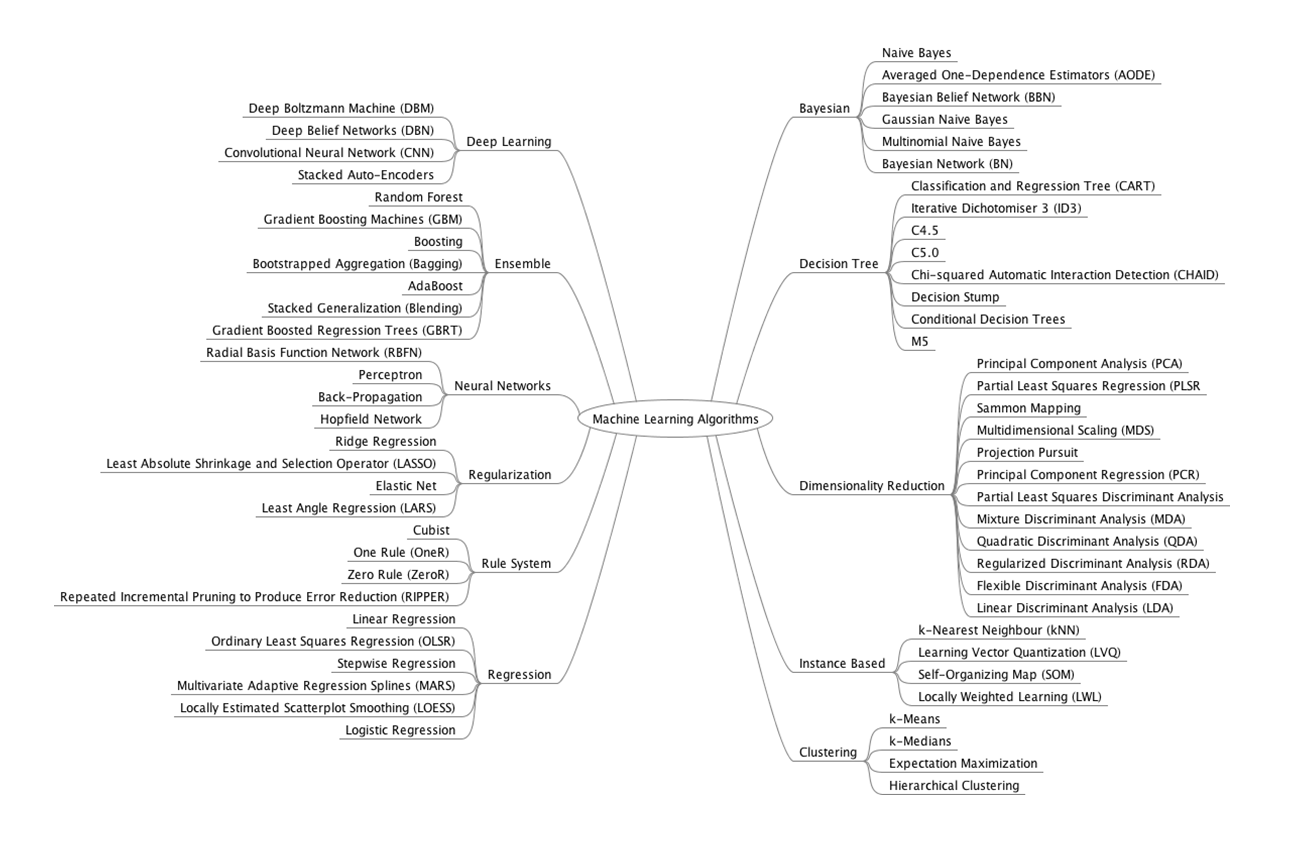 Machine Learning Algorithms
Deep Learning
Deep Boltzmann Machine (DBM)
Deep Belief Networks (DBN)
Convolutional Neural Network (CNN)
Stacked Auto-Encoders
Ensemble
Random Forest
Gradient Boosting Machines (GBM)
Boosting
Bootstrapped Aggregation (Bagging)
AdaBoost
Stacked Generalization (Blending)
Gradient Boosted Regression Trees (GBRT)
Neural Networks
Radial Basis Function Network (RBFN)
Perceptron
Back-Propagation
Hopfield Network
Regularization
Ridge Regression
Least Absolute Shrinkage and Selection Operator (LASSO)
Elastic Net
Least Angle Regression (LARS)
Rule System
Cubist
One Rule (OneR)
Zero Rule (ZeroR)
Repeated Incremental Pruning to Produce Error Reduction (RIPPER)
Regression
Linear Regression
Ordinary Least Squares Regression (OLSR)
Stepwise Regression
Multivariate Adaptive Regression Splines (MARS)
Locally Estimated Scatterplot Smoothing (LOESS)
Logistic Regression
Bayesian
Naive Bayes
Averaged One-Dependence Estimators (AODE)
Bayesian Belief Network (BBN)
Gaussian Naive Bayes
Multinomial Naive Bayes
Bayesian Network (BN)
Decision Tree
Classification and Regression Tree (CART)
Iterative Dichotomiser 3 (ID3)
C4.5
C5.0
Chi-squared Automatic Interaction Detection (CHAID)
Decision Stump
Conditional Decision Trees
M5
Dimensionality Reduction
Principal Component Analysis (PCA)
Partial Least Squares Regression (PLSR
Sammon Mapping
Multidimensional Scaling (MDS)
Projection Pursuit
Principal Component Regression (PCR)
Partial Least Squares Discriminant Analysis
Mixture Discriminant Analysis (MDA)
Quadratic Discriminant Analysis (QDA)
Regularized Discriminant Analysis (RDA)
Flexible Discriminant Analysis (FDA)
Linear Discriminant Analysis (LDA)
Instance Based
k-Nearest Neighbour (kNN)
Learning Vector Quantization (LVQ)
Self-Organizing Map (SOM)
Locally Weighted Learning (LWL)
Clustering
k-Means
k-Medians
Expectation Maximization
Hierarchical Clustering